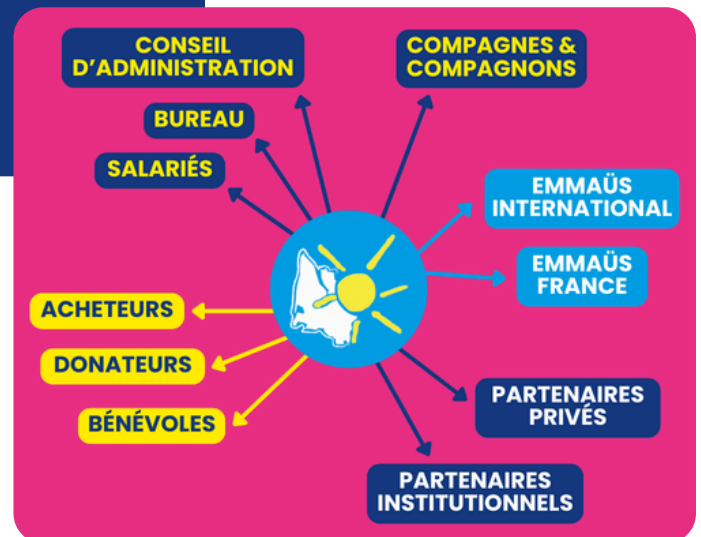 CONSEIL
D'ADMINISTRATION
COMPAGNES &
COMPAGNONS
BUREAU
SALARIÉS
EMMAÜS
INTERNATIONAL
EMMAÜS
FRANCE
ACHETEURS
DONATEURS
BÉNÉVOLES
PARTENAIRES
PRIVÉS
PARTENAIRES
INSTITUTIONNELS